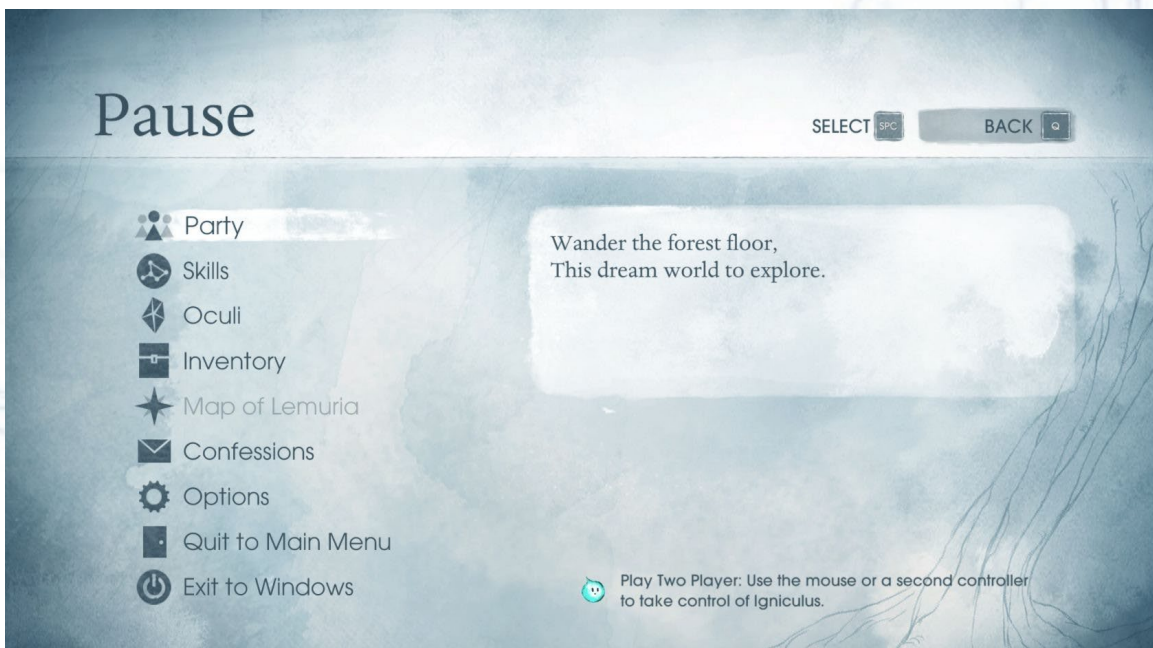 Pause
SELECT SPC BACK Q
Party
Skills
Oculi
Inventory
Map of Lemuria
Confessions
Options
Quit to Main Menu
Exit to Windows
Wander the forest floor,
This dream world to explore.
Play Two Player: Use the mouse or a second controller
to take control of Igniculus.